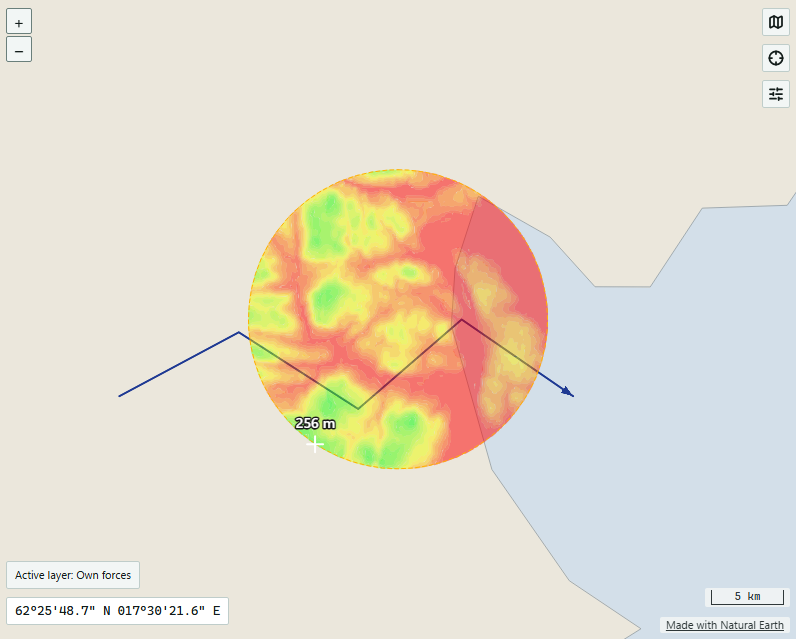 +
−
256 m
Active layer: Own forces
62°25'48.7" N 017°30'21.6" E
5 km
Made with Natural Earth